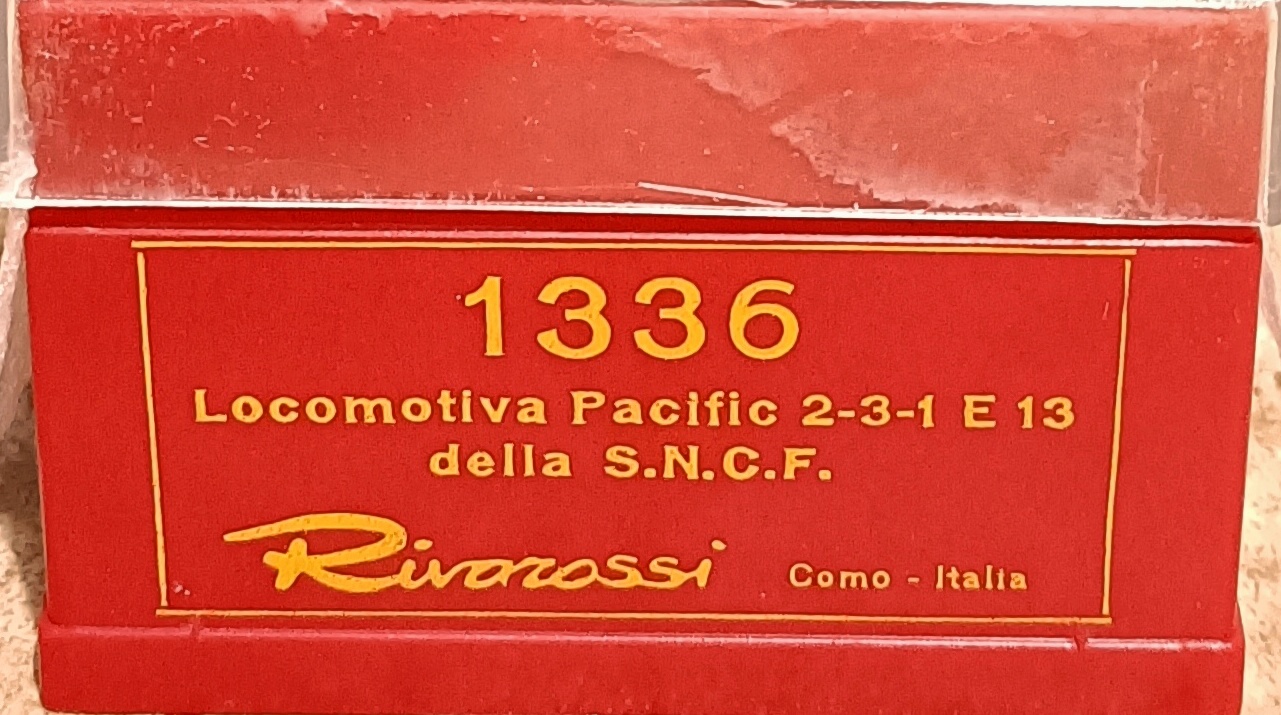 1336
Locomotiva Pacific 2-3-1 E 13
della S.N.C.F.
Rivarossi Como - Italia